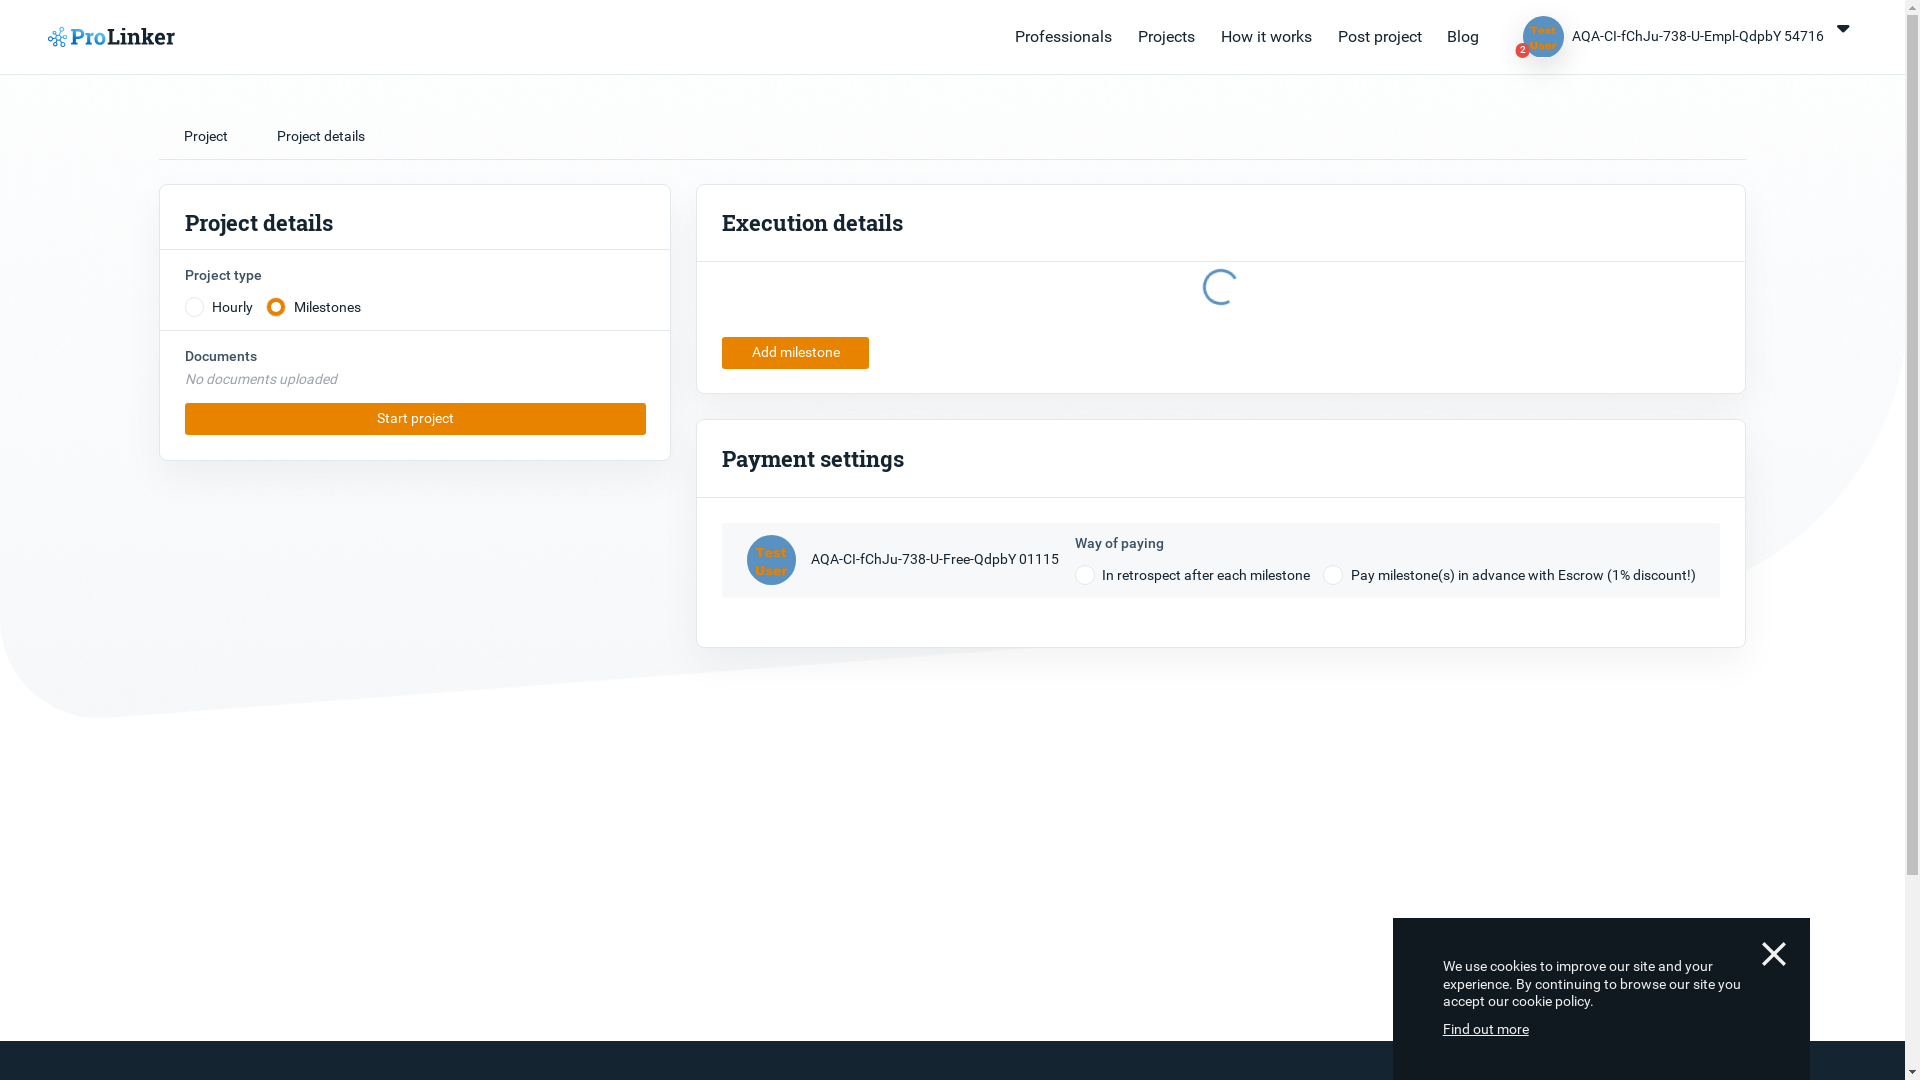 ProLinker
Professionals
Projects
How it works
Post project
Blog
Test
User
2
AQA-CI-fChJu-738-U-Empl-QdpbY 54716
Project
Project details
Project details
Project type
Hourly
Milestones
Documents
No documents uploaded
Start project
Execution details
Add milestone
Payment settings
Test
User
AQA-CI-fChJu-738-U-Free-QdpbY 01115
Way of paying
In retrospect after each milestone
Pay milestone(s) in advance with Escrow (1% discount!)
We use cookies to improve our site and your
experience. By continuing to browse our site you
accept our cookie policy.
Find out more